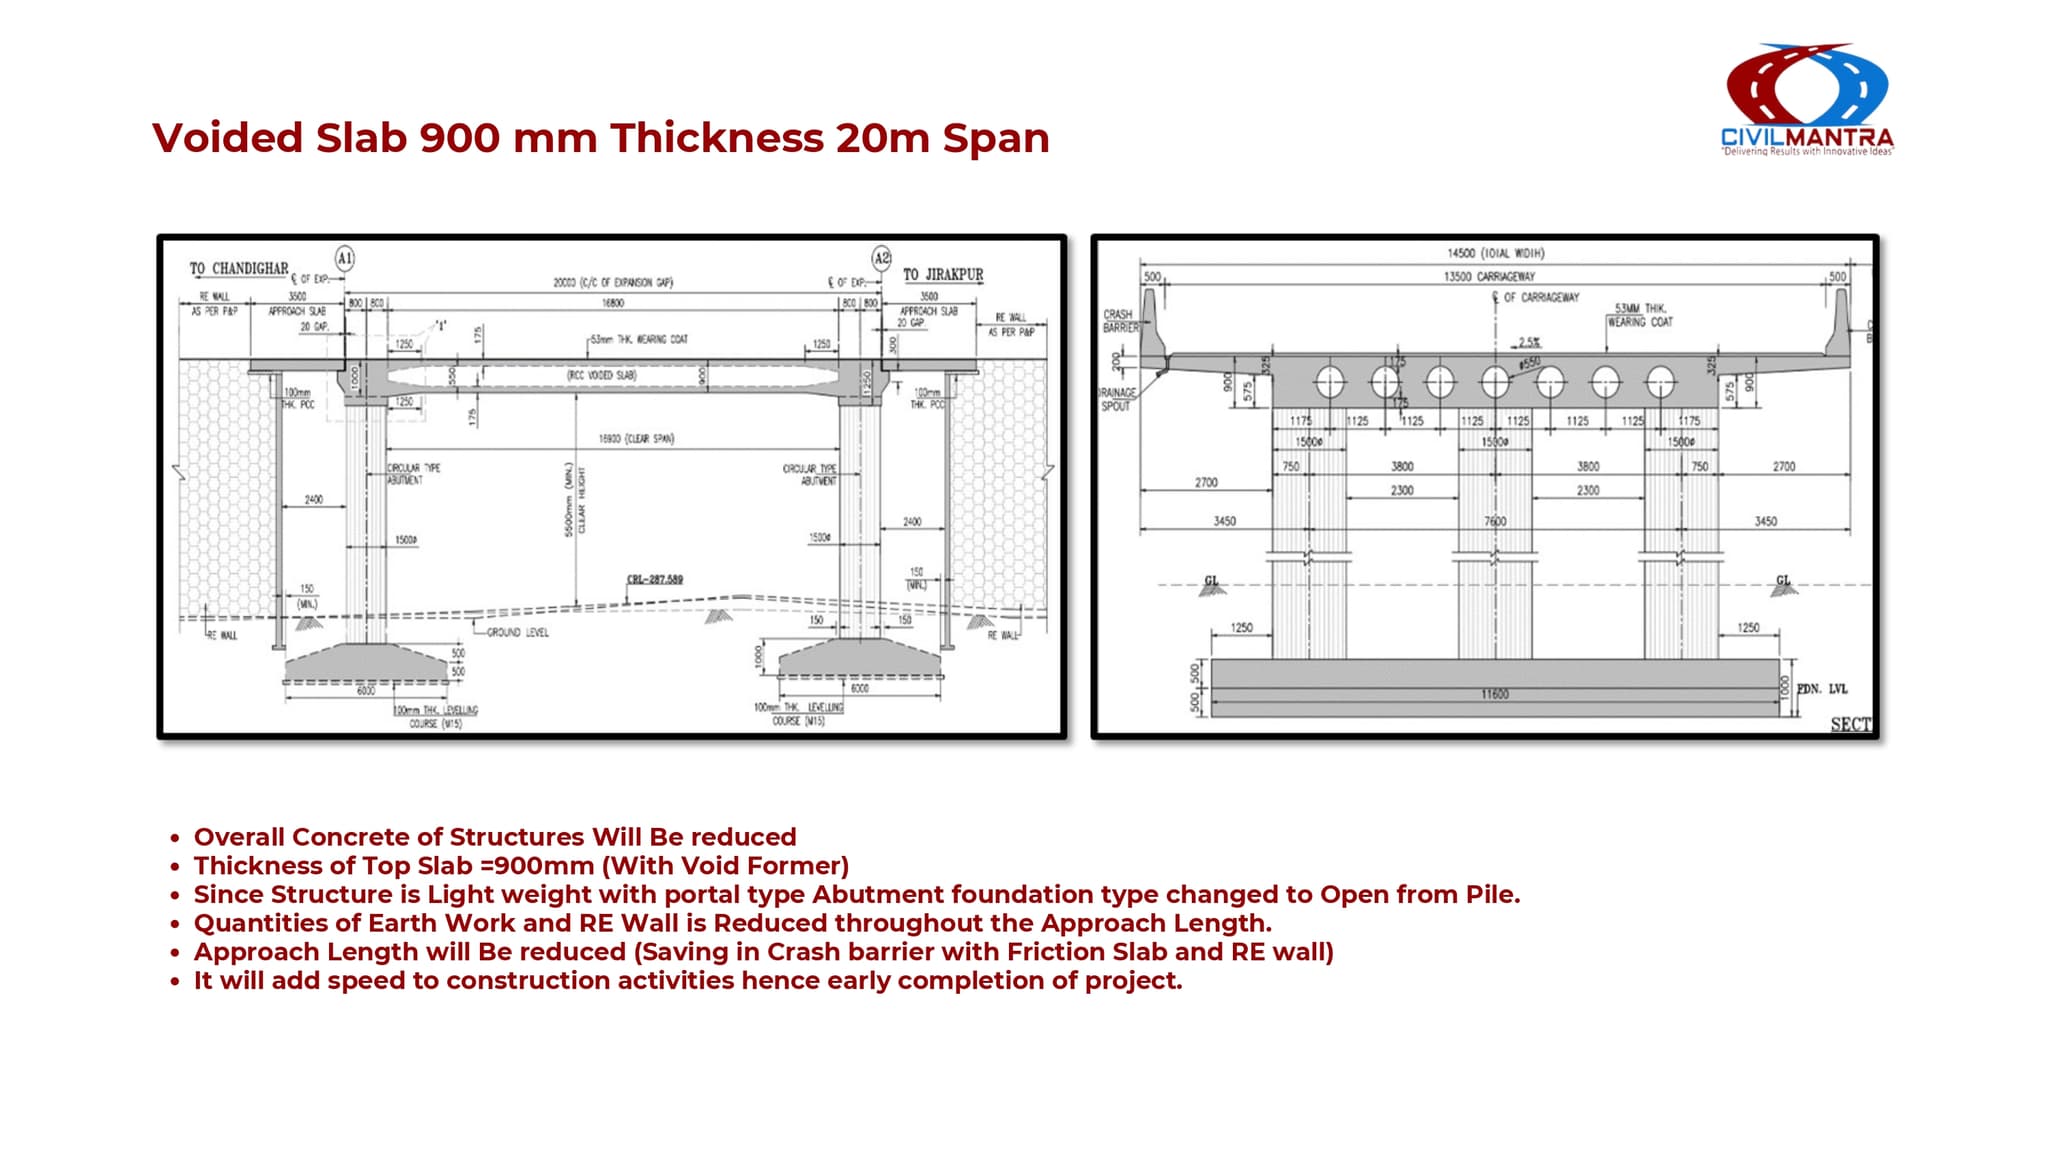 Voided Slab 900 mm Thickness 20m Span
CIVILMANTRA
"Delivering Results with Innovative Ideas"
A1
A2
TO CHANDIGHAR
℄ OF EXP.
20000 (C/C OF EXPANSION GAP)
℄ OF EXP.
TO JIRAKPUR
RE WALL
AS PER P&P
3500
APPROACH SLAB
20 GAP.
800
800
16800
800
800
3500
APPROACH SLAB
20 GAP
RE WALL
AS PER P&P
1250
175
53mm THK. WEARING COAT
1250
300
1000
550
(RCC VOIDED SLAB)
900
1250
100mm
THK. PCC
1250
175
100mm
THK. PCC
16900 (CLEAR SPAN)
CIRCULAR TYPE
ABUTMENT
CLEAR HEIGHT
CIRCULAR TYPE
ABUTMENT
2400
2400
1500ø
1500ø
150
(MIN.)
CRL-287.589
150
(MIN.)
RE WALL
GROUND LEVEL
150
150
RE WALL
500
500
1000
6000
6000
100mm THK. LEVELLING
COURSE (M15)
100mm THK. LEVELLING
COURSE (M15)
14500 (TOTAL WIDTH)
500
13500 CARRIAGEWAY
500
℄ OF CARRIAGEWAY
CRASH
BARRIER
53MM THK.
WEARING COAT
2.5%
200
900
575
325
175
ø550
325
575
900
DRAINAGE
SPOUT
175
1175
1125
1125
1125
1125
1125
1125
1175
1500ø
1500ø
1500ø
750
3800
3800
750
2700
2700
2300
2300
3450
7600
3450
GL
GL
1250
1250
500
500
11600
1000
FDN. LVL
SECT
• Overall Concrete of Structures Will Be reduced
• Thickness of Top Slab =900mm (With Void Former)
• Since Structure is Light weight with portal type Abutment foundation type changed to Open from Pile.
• Quantities of Earth Work and RE Wall is Reduced throughout the Approach Length.
• Approach Length will Be reduced (Saving in Crash barrier with Friction Slab and RE wall)
• It will add speed to construction activities hence early completion of project.